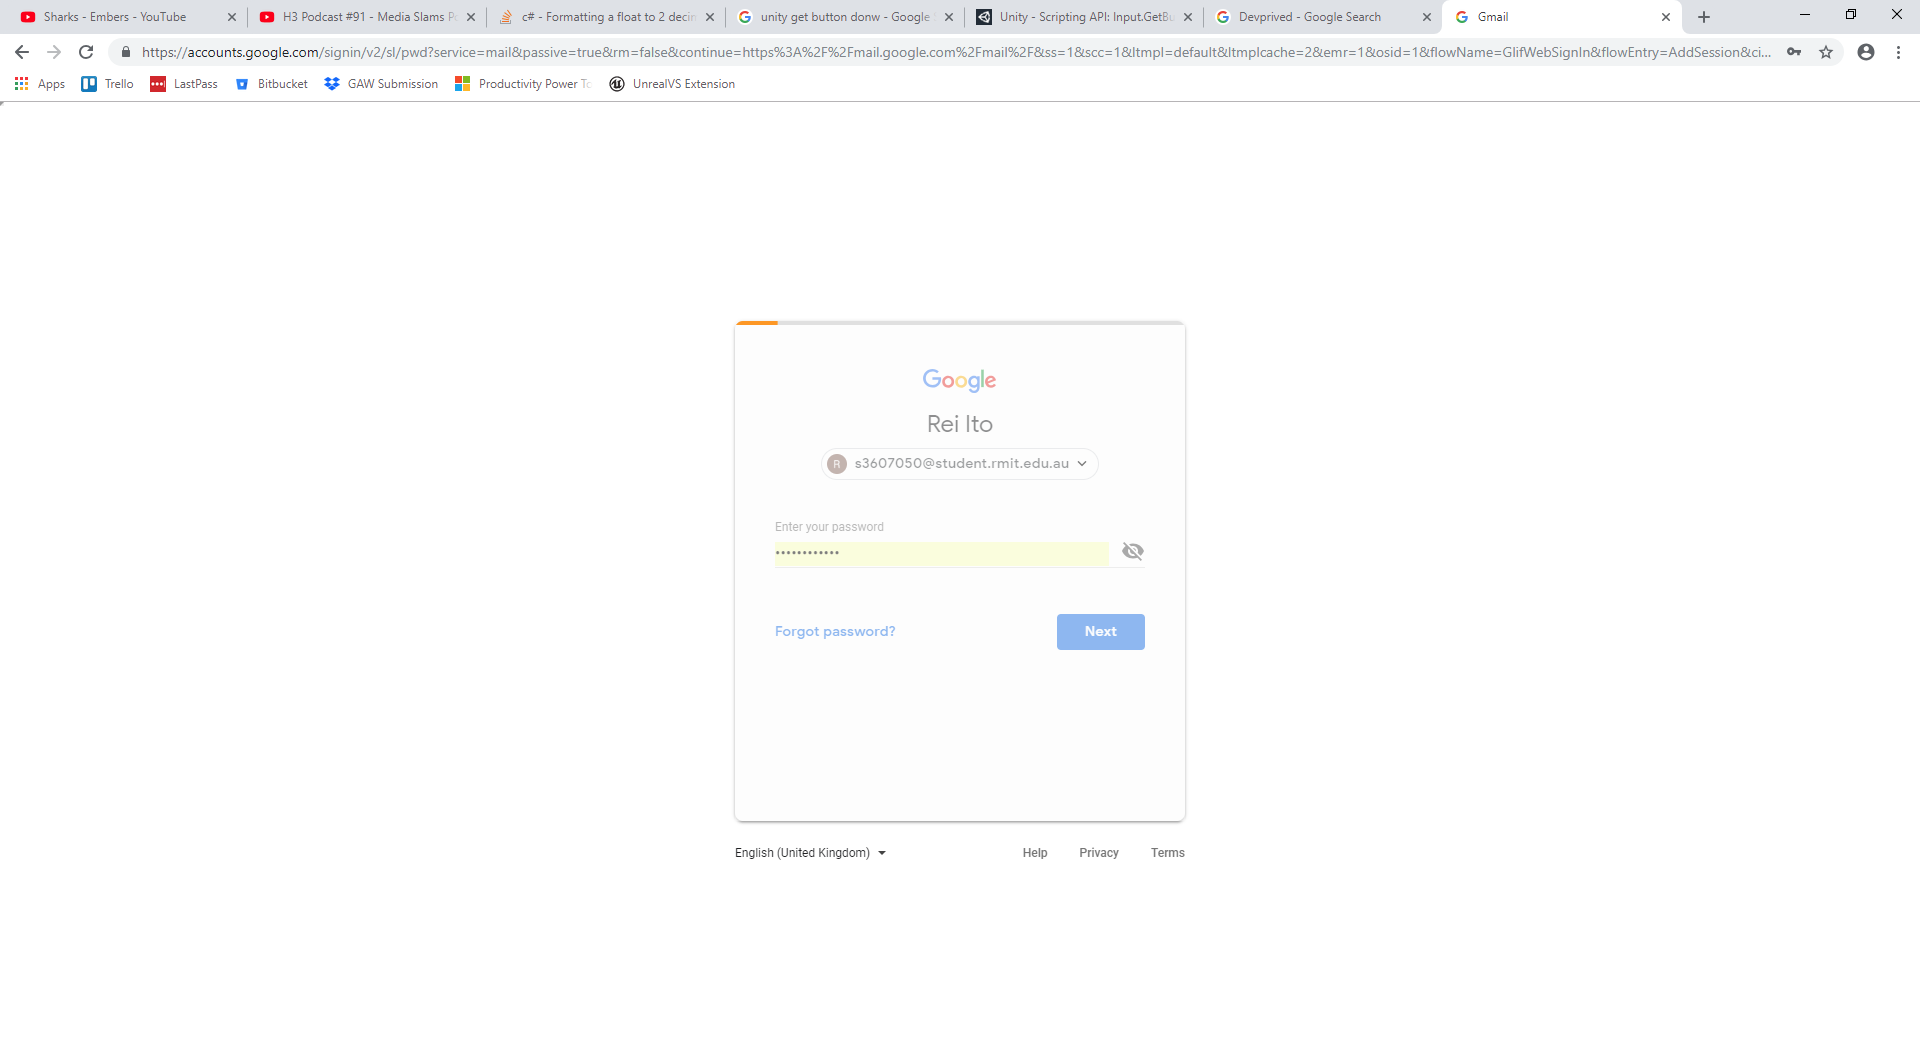 Sharks - Embers - YouTube
H3 Podcast #91 - Media Slams
c# - Formatting a float to 2 decim
unity get button donw - Google
Unity - Scripting API: Input.GetBu
Devprived - Google Search
Gmail
https://accounts.google.com/signin/v2/sl/pwd?service=mail&passive=true&rm=false&continue=https%3A%2F%2Fmail.google.com%2Fmail%2F&ss=1&scc=1&ltmpl=default&ltmplcache=2&emr=1&osid=1&flowName=GlifWebSignIn&flowEntry=AddSession&ci...
Apps
Trello
LastPass
Bitbucket
GAW Submission
Productivity Power To
UnrealVS Extension
Google
Rei Ito
R
s3607050@student.rmit.edu.au
Enter your password
••••••••••••
Forgot password?
Next
English (United Kingdom)
Help
Privacy
Terms